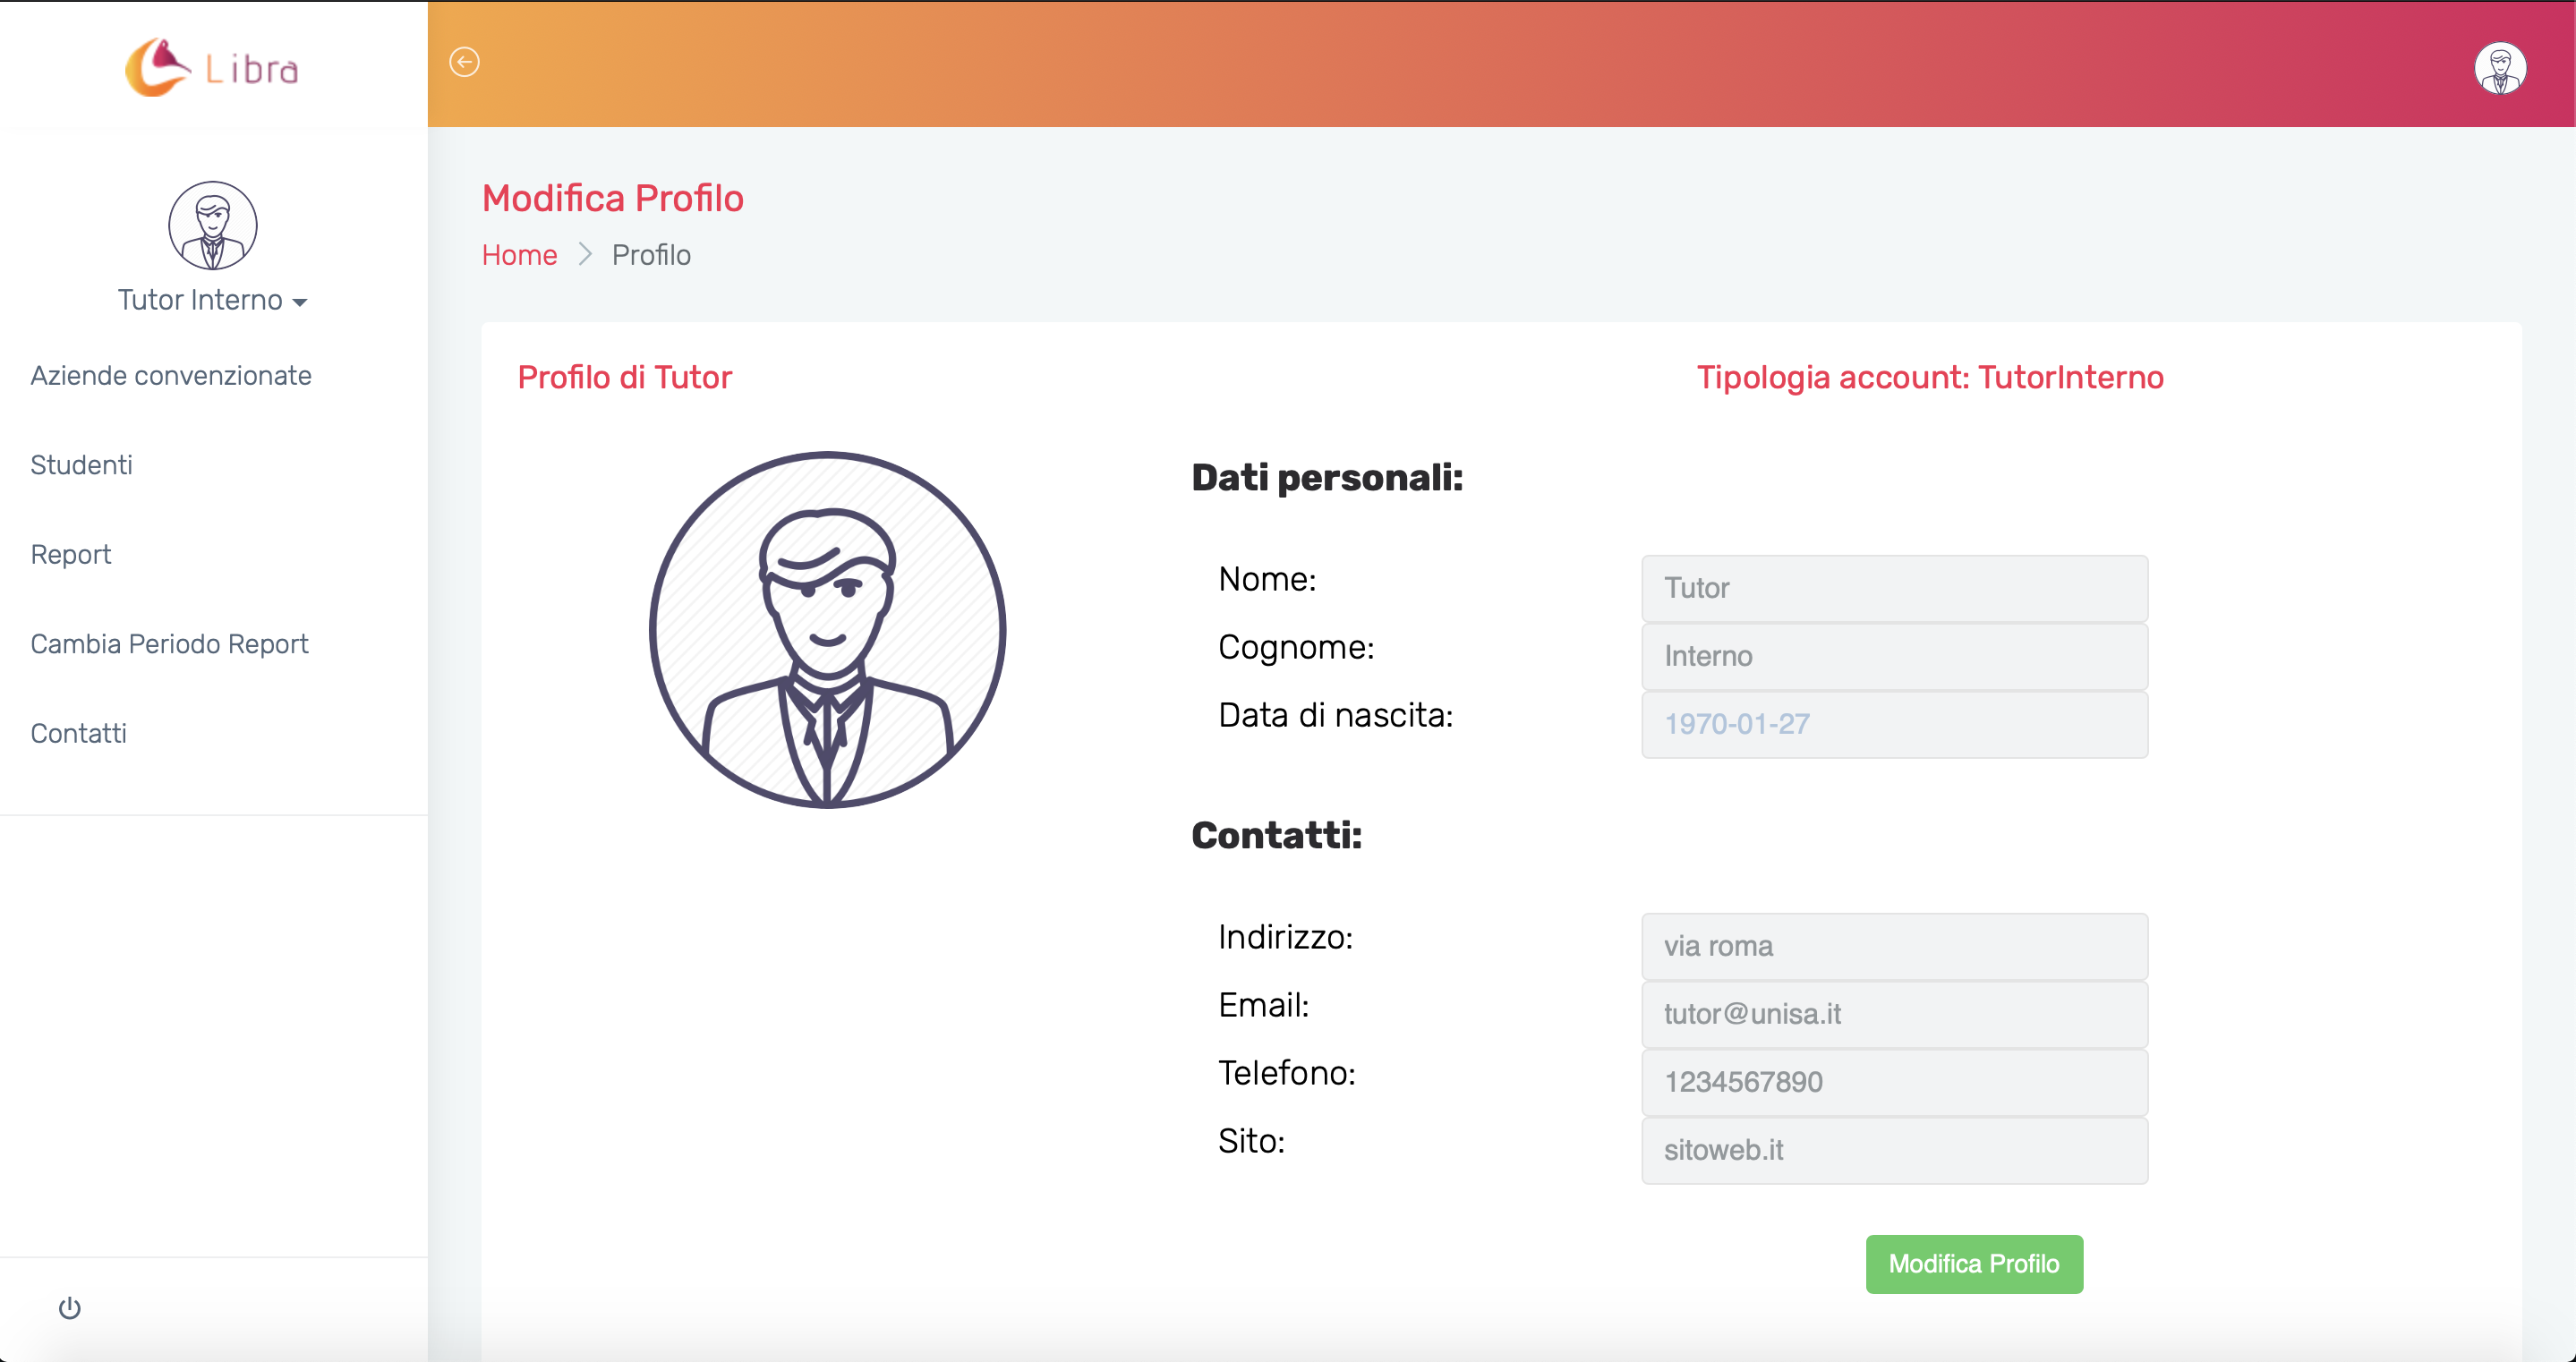 Libra
Tutor Interno
Aziende convenzionate
Studenti
Report
Cambia Periodo Report
Contatti
Modifica Profilo
Home > Profilo
Profilo di Tutor
Tipologia account: TutorInterno
Dati personali:
Nome: Tutor
Cognome: Interno
Data di nascita: 1970-01-27
Contatti:
Indirizzo: via roma
Email: tutor@unisa.it
Telefono: 1234567890
Sito: sitoweb.it
Modifica Profilo